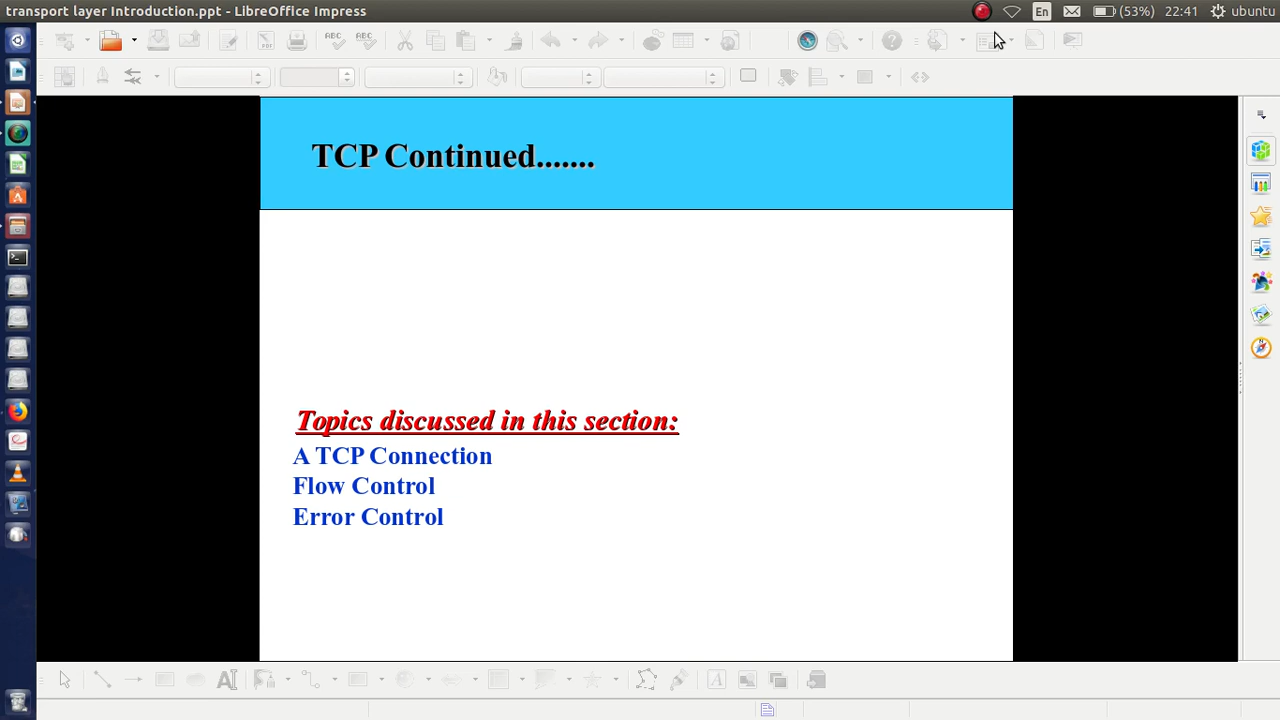 transport layer Introduction.ppt - LibreOffice Impress
En
(53%)
22:41
ubuntu
TCP Continued.......
Topics discussed in this section:
A TCP Connection
Flow Control
Error Control